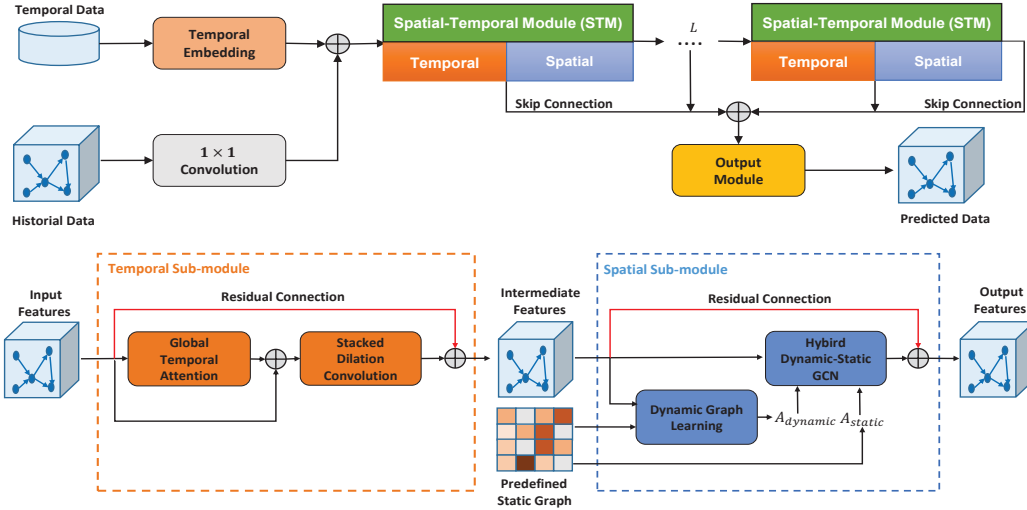 Temporal Data
Temporal
Embedding
Spatial-Temporal Module (STM)
Temporal
Spatial
L
....
Spatial-Temporal Module (STM)
Temporal
Spatial
Skip Connection
Skip Connection
1 × 1
Convolution
Output
Module
Historial Data
Predicted Data
Temporal Sub-module
Spatial Sub-module
Input
Features
Residual Connection
Global
Temporal
Attention
Stacked
Dilation
Convolution
Intermediate
Features
Residual Connection
Hybird
Dynamic-Static
GCN
Output
Features
Dynamic Graph
Learning
A_dynamic
A_static
Predefined
Static Graph